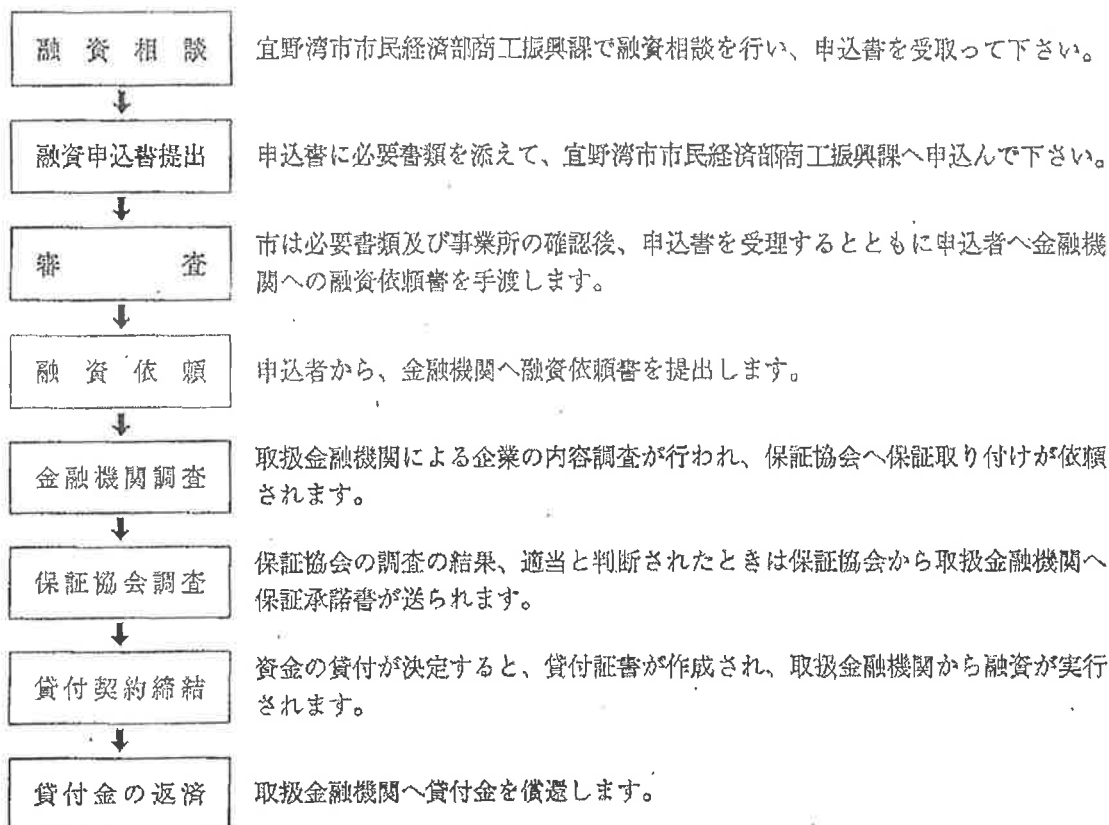 融資相談
宜野湾市市民経済部商工振興課で融資相談を行い、申込書を受取って下さい。
融資申込書提出
申込書に必要書類を添えて、宜野湾市市民経済部商工振興課へ申込んで下さい。
審査
市は必要書類及び事業所の確認後、申込書を受理するとともに申込者へ金融機
関への融資依頼書を手渡します。
融資依頼
申込者から、金融機関へ融資依頼書を提出します。
金融機関調査
取扱金融機関による企業の内容調査が行われ、保証協会へ保証取り付けが依頼
されます。
保証協会調査
保証協会の調査の結果、適当と判断されたときは保証協会から取扱金融機関へ
保証承諾書が送られます。
貸付契約締結
資金の貸付が決定すると、貸付証書が作成され、取扱金融機関から融資が実行
されます。
貸付金の返済
取扱金融機関へ貸付金を償還します。